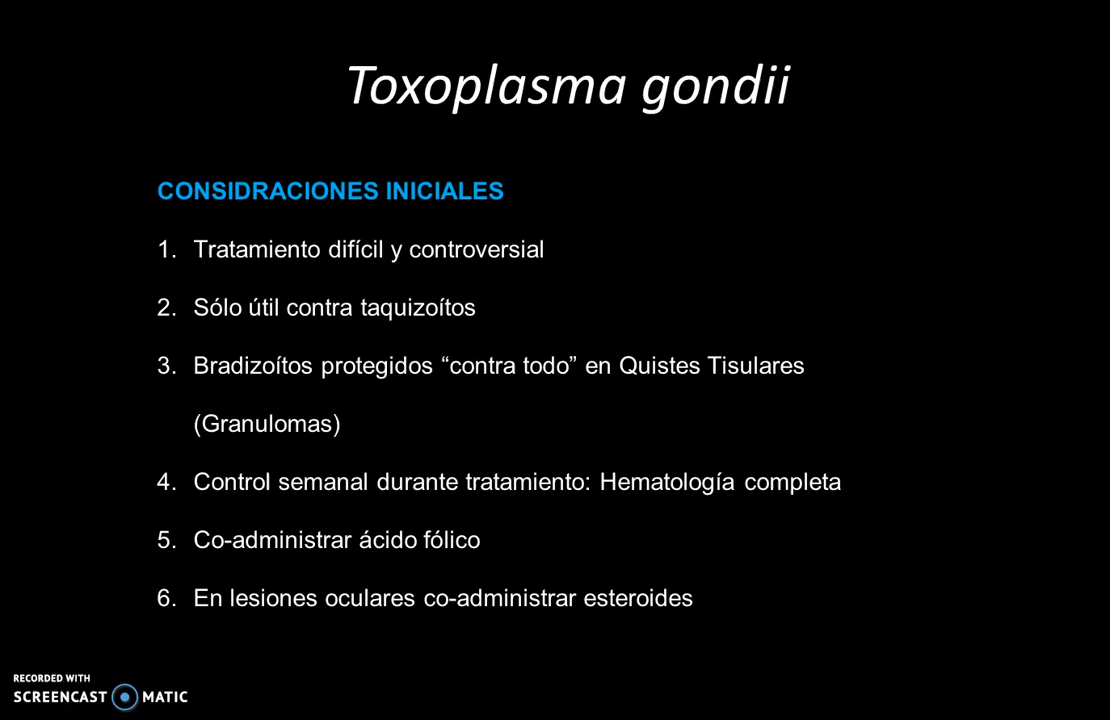 Toxoplasma gondii
CONSIDRACIONES INICIALES
1. Tratamiento difícil y controversial
2. Sólo útil contra taquizoítos
3. Bradizoítos protegidos “contra todo” en Quistes Tisulares
(Granulomas)
4. Control semanal durante tratamiento: Hematología completa
5. Co-administrar ácido fólico
6. En lesiones oculares co-administrar esteroides
RECORDED WITH
SCREENCAST MATIC